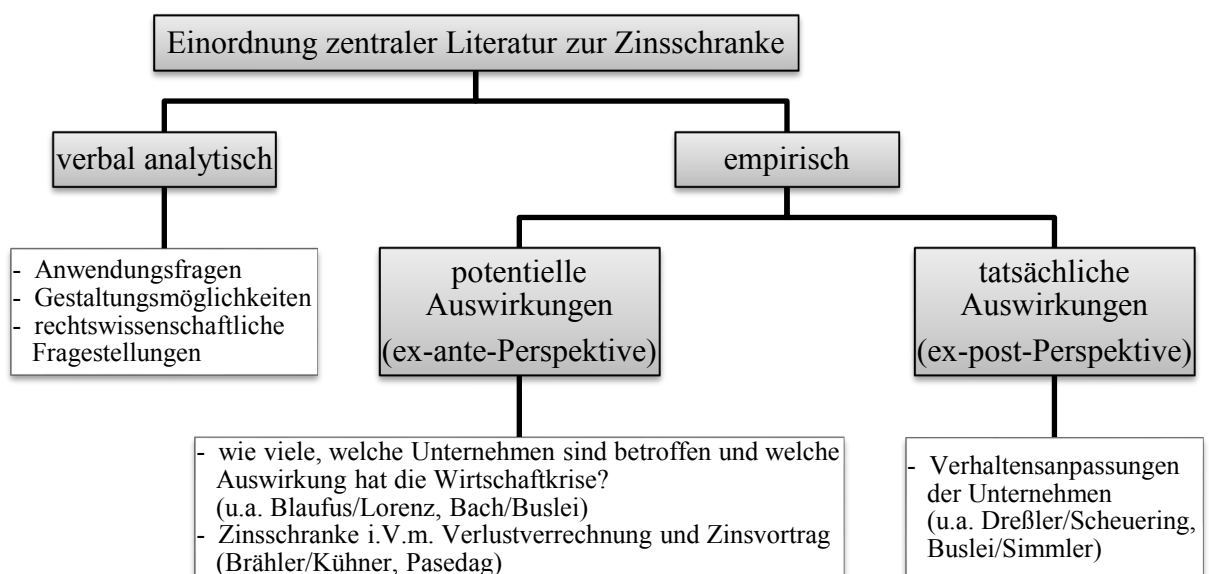 Einordnung zentraler Literatur zur Zinsschranke
verbal analytisch
empirisch
- Anwendungsfragen
- Gestaltungsmöglichkeiten
- rechtswissenschaftliche
Fragestellungen
potentielle
Auswirkungen
(ex-ante-Perspektive)
tatsächliche
Auswirkungen
(ex-post-Perspektive)
- wie viele, welche Unternehmen sind betroffen und welche
Auswirkung hat die Wirtschaftkrise?
(u.a. Blaufus/Lorenz, Bach/Buslei)
- Zinsschranke i.V.m. Verlustverrechnung und Zinsvortrag
(Brähler/Kühner, Pasedag)
- Verhaltensanpassungen
der Unternehmen
(u.a. Dreßler/Scheuering,
Buslei/Simmler)